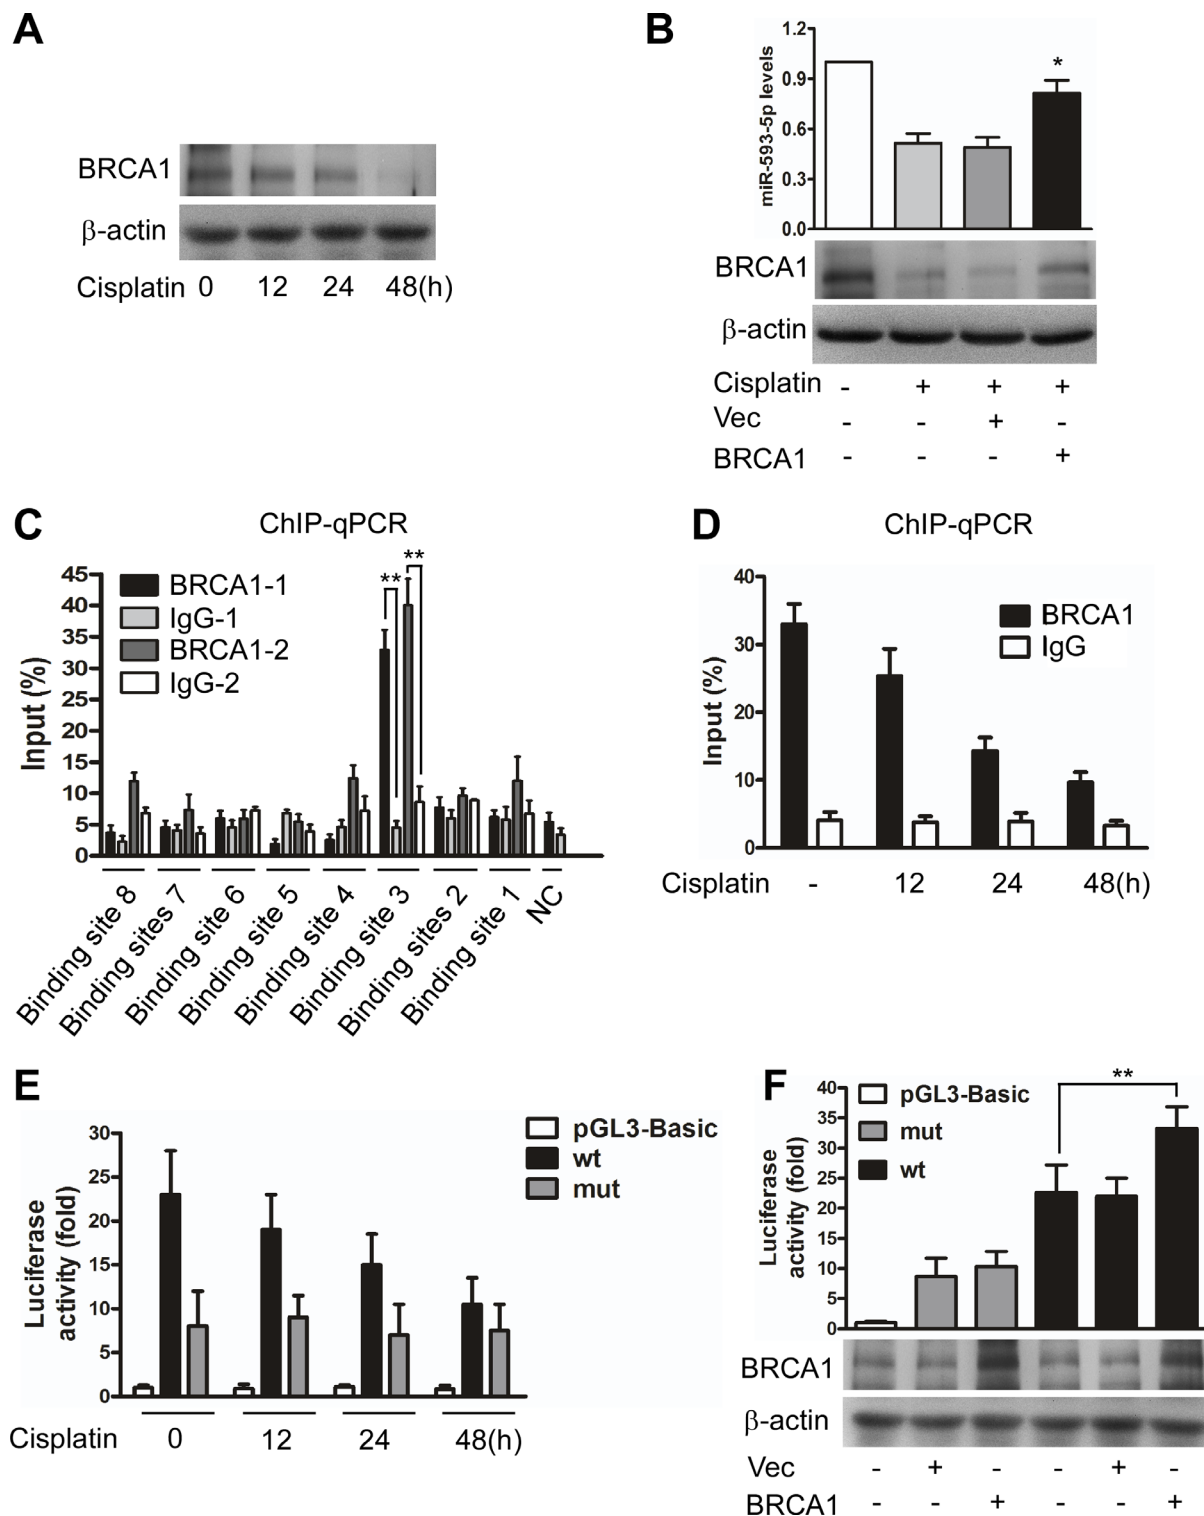 A
BRCA1
β-actin
Cisplatin 0 12 24 48(h)
B
1.2
0.9
0.6
0.3
0.0
miR-593-5p levels
*
BRCA1
β-actin
Cisplatin - + + +
Vec - - + -
BRCA1 - - - +
C
ChIP-qPCR
45
40
35
30
25
20
15
10
5
0
Input (%)
BRCA1-1
IgG-1
BRCA1-2
IgG-2
** **
Binding site 8
Binding sites 7
Binding site 6
Binding site 5
Binding site 4
Binding site 3
Binding sites 2
Binding site 1
NC
D
ChIP-qPCR
40
30
20
10
0
Input (%)
BRCA1
IgG
Cisplatin - 12 24 48(h)
E
30
25
20
15
10
5
0
Luciferase
activity (fold)
pGL3-Basic
wt
mut
Cisplatin 0 12 24 48(h)
F
40
35
30
25
20
15
10
5
0
Luciferase
activity (fold)
pGL3-Basic
mut
wt
**
BRCA1
β-actin
Vec - + - - + -
BRCA1 - - + - - +